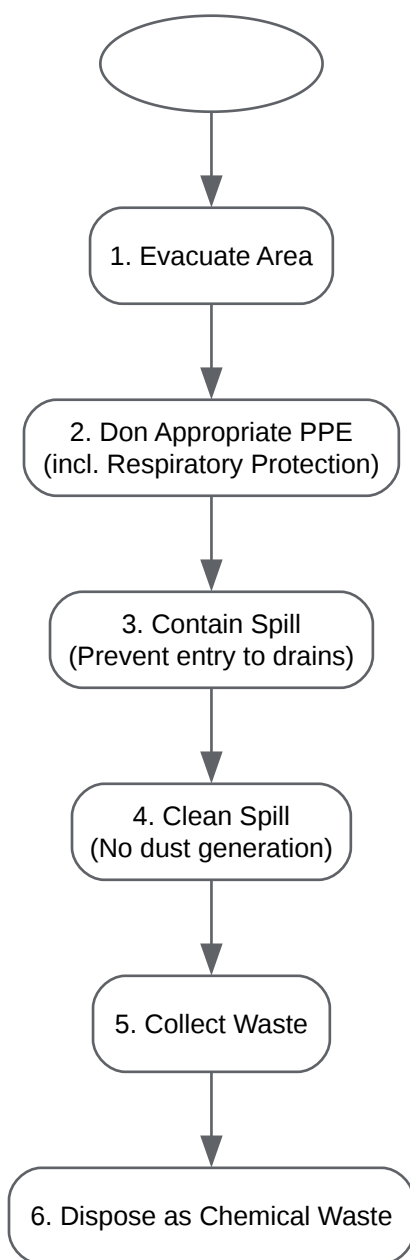 1. Evacuate Area
2. Don Appropriate PPE
(incl. Respiratory Protection)
3. Contain Spill
(Prevent entry to drains)
4. Clean Spill
(No dust generation)
5. Collect Waste
6. Dispose as Chemical Waste